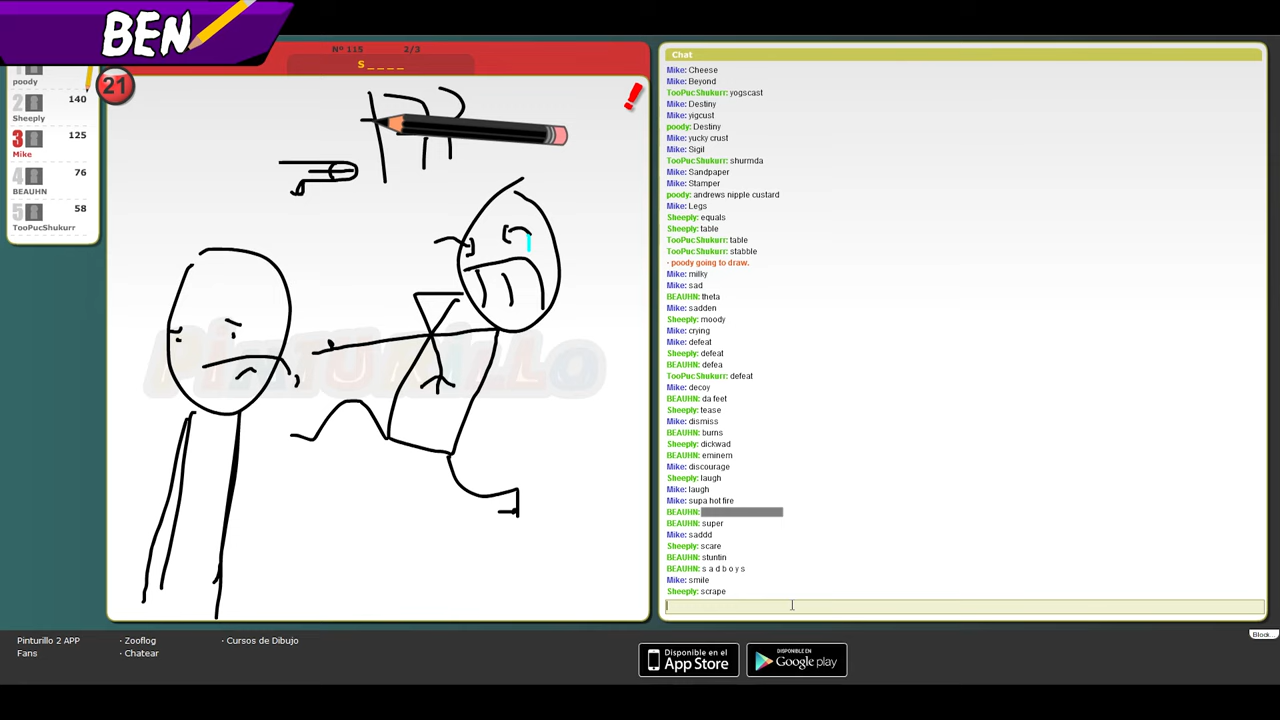 BEN
Nº 115 2/3
S _ _ _ _
21
poody
2 140
Sheeply
3 125
Mike
4 76
BEAUHN
5 58
TooPucShukurr
Pinturillo
Chat
Mike: Cheese
Mike: Beyond
TooPucShukurr: yogscast
Mike: Destiny
Mike: yigcust
poody: Destiny
Mike: yucky crust
Mike: Sigil
TooPucShukurr: shurmda
Mike: Sandpaper
Mike: Stamper
poody: andrews nipple custard
Mike: Legs
Sheeply: equals
Sheeply: table
TooPucShukurr: table
TooPucShukurr: stabble
- poody going to draw.
Mike: milky
Mike: sad
BEAUHN: theta
Mike: sadden
Sheeply: moody
Mike: crying
Mike: defeat
Sheeply: defeat
BEAUHN: defea
TooPucShukurr: defeat
Mike: decoy
BEAUHN: da feet
Sheeply: tease
Mike: dismiss
BEAUHN: burns
Sheeply: dickwad
BEAUHN: eminem
Mike: discourage
Sheeply: laugh
Mike: laugh
Mike: supa hot fire
BEAUHN:
BEAUHN: super
Mike: saddd
Sheeply: scare
BEAUHN: stuntin
BEAUHN: s a d b o y s
Mike: smile
Sheeply: scrape
Block...
Pinturillo 2 APP · Zooflog · Cursos de Dibujo
Fans · Chatear
DISPONIBLE EN EL
Disponible en el
App Store
Google play